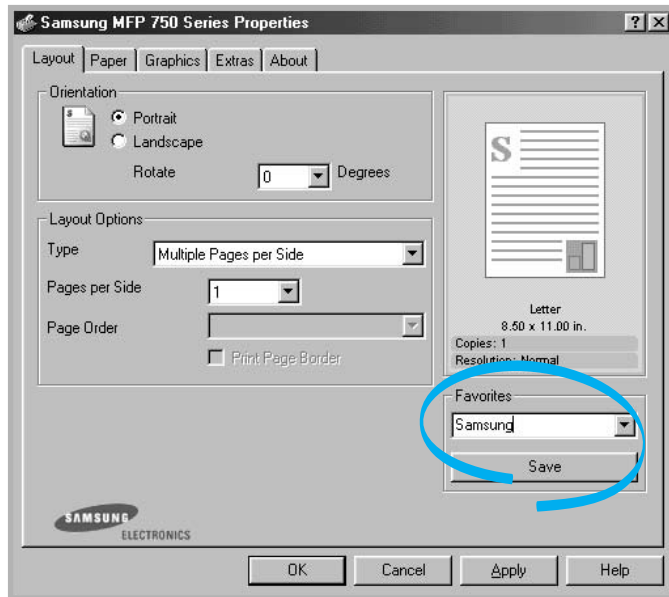 Samsung MFP 750 Series Properties
Layout Paper Graphics Extras About
Orientation
Portrait
Landscape
Rotate 0 Degrees
Layout Options
Type Multiple Pages per Side
Pages per Side 1
Page Order
Print Page Border
S
Letter
8.50 x 11.00 in.
Copies: 1
Resolution: Normal
Favorites
Samsung
Save
SAMSUNG
ELECTRONICS
OK Cancel Apply Help